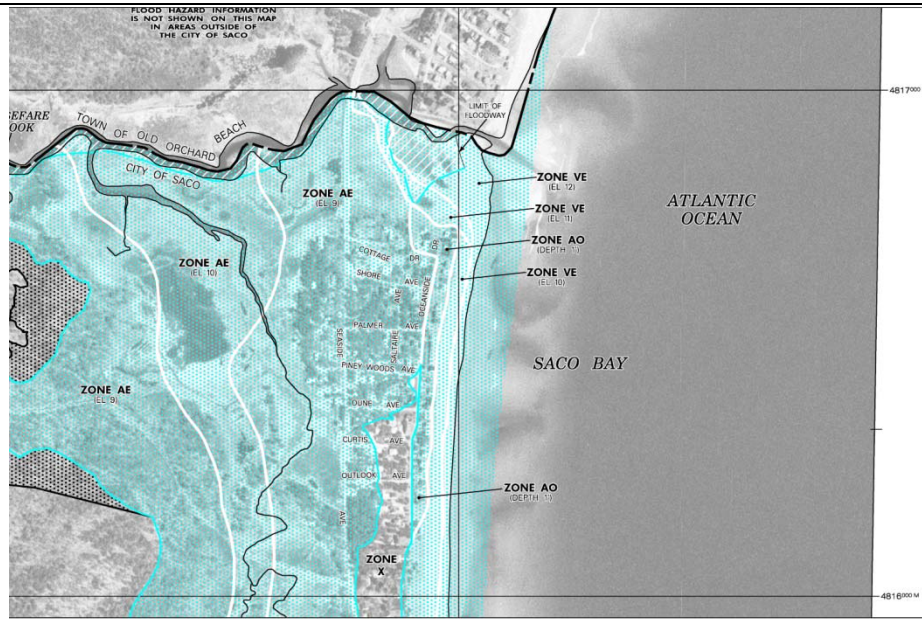 FLOOD HAZARD INFORMATION
IS NOT SHOWN ON THIS MAP
IN AREAS OUTSIDE OF
THE CITY OF SACO
4817000
LIMIT OF
FLOODWAY
TOWN OF OLD ORCHARD BEACH
CITY OF SACO
ZONE VE
(EL 12)
ZONE AE
(EL 9)
ATLANTIC
OCEAN
ZONE VE
(EL 11)
ZONE AO
(DEPTH 1')
COTTAGE DR
OCEANSIDE DR
ZONE AE
(EL 10)
SHORE AVE
ZONE VE
(EL 10)
SALTAIRE AVE
PALMER AVE
SEASIDE AVE
PINEY WOODS AVE
SACO BAY
ZONE AE
(EL 9)
DUNE AVE
CURTIS AVE
OUTLOOK AVE
ZONE AO
(DEPTH 1')
ZONE
X
4816000 M